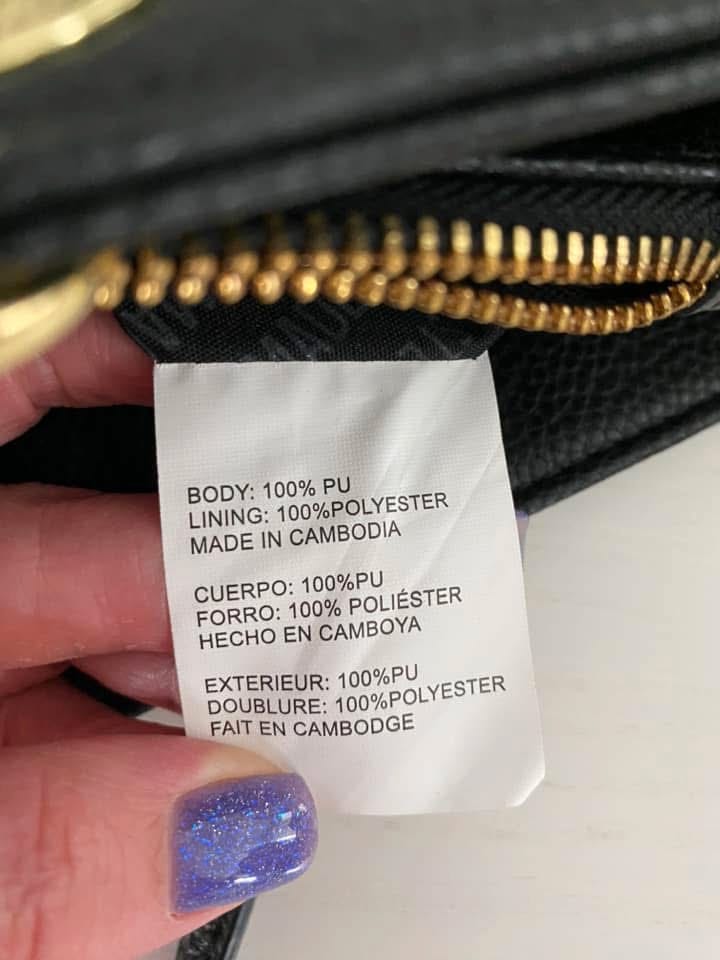 BODY: 100% PU
LINING: 100%POLYESTER
MADE IN CAMBODIA
CUERPO: 100%PU
FORRO: 100% POLIÉSTER
HECHO EN CAMBOYA
EXTERIEUR: 100%PU
DOUBLURE: 100%POLYESTER
FAIT EN CAMBODGE